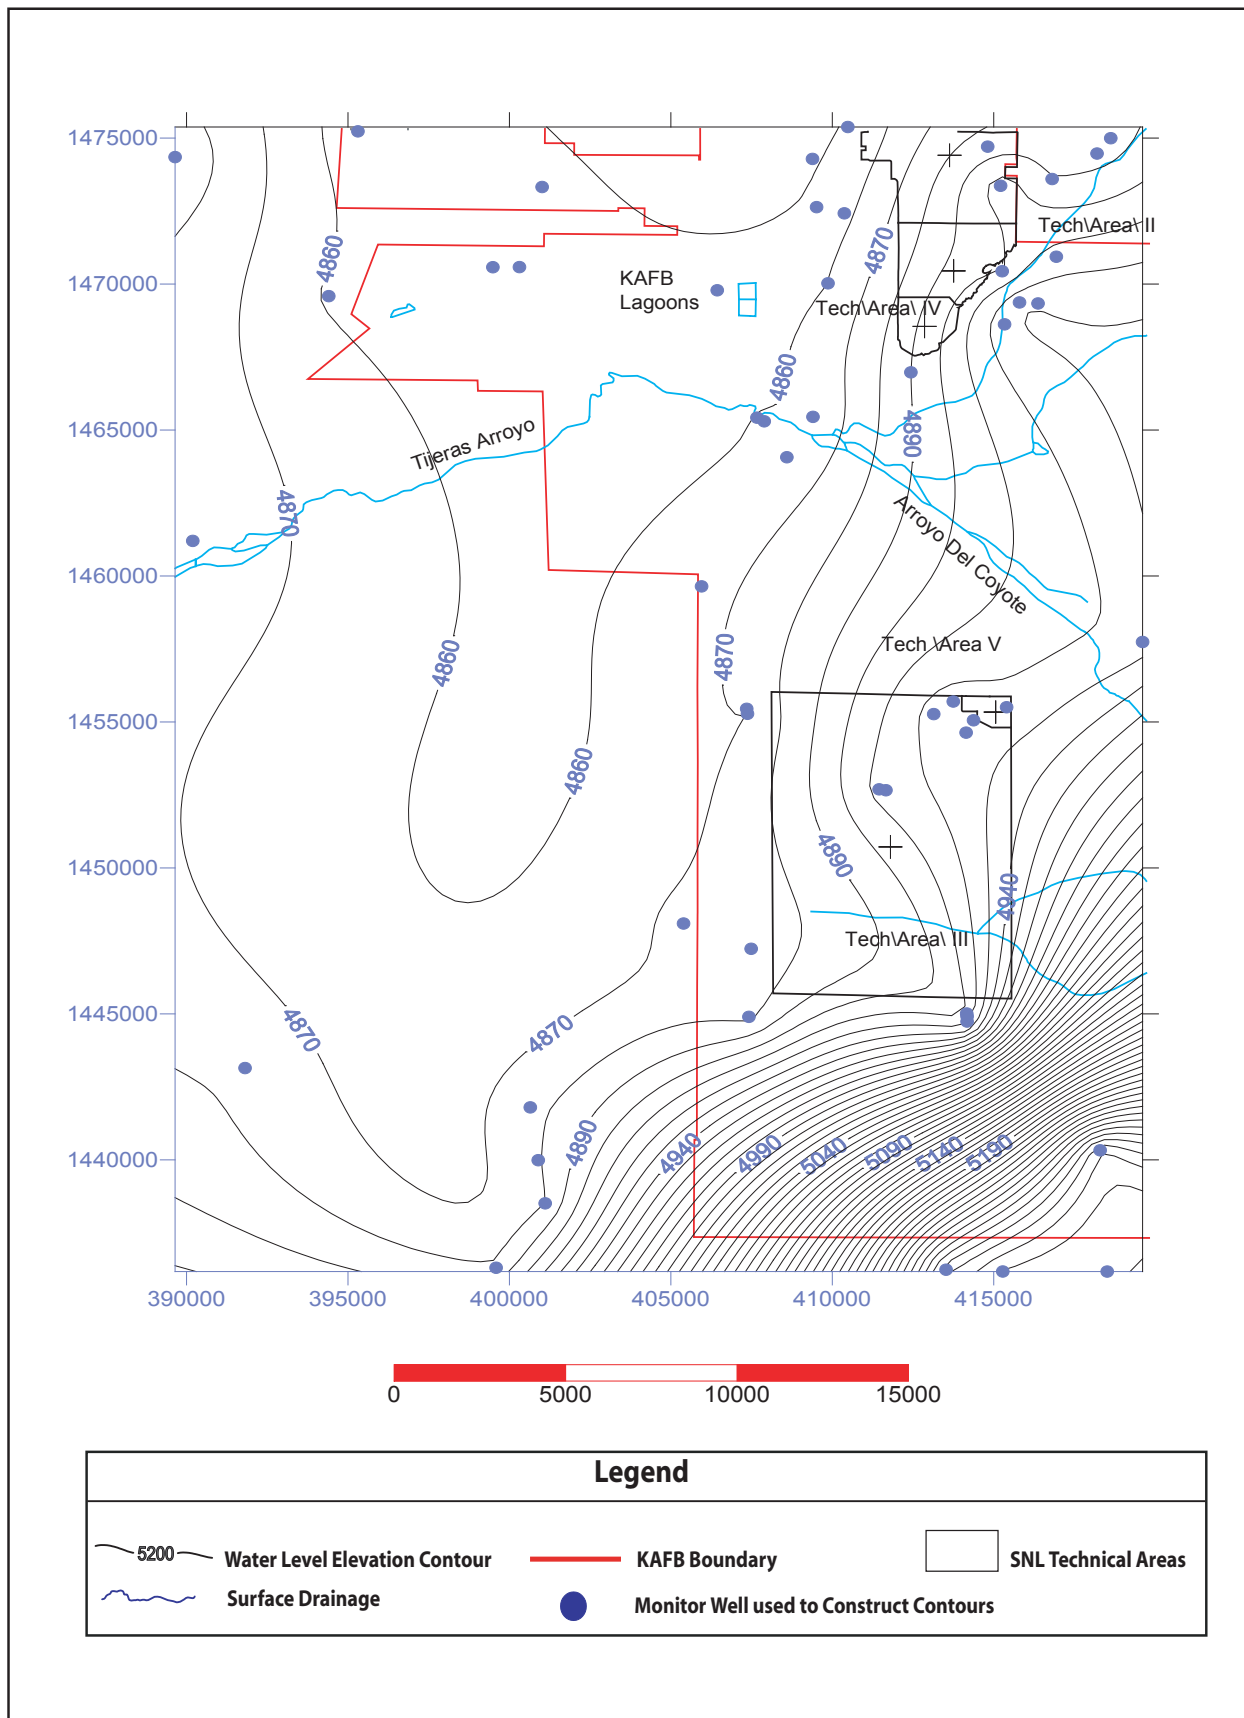 1475000
Tech\Area\ II
4870
4860
1470000
KAFB
Lagoons
Tech\Area\ IV
4860
1465000
4890
Tijeras Arroyo
4870
Arroyo Del Coyote
1460000
4860
4870
Tech \Area V
1455000
4860
4890
1450000
4940
Tech\Area\ III
1445000
4870
4870
4890
4940
4990
5040
5090
5140
5190
1440000
390000
395000
400000
405000
410000
415000
0
5000
10000
15000
Legend
5200
Water Level Elevation Contour
KAFB Boundary
SNL Technical Areas
Surface Drainage
Monitor Well used to Construct Contours